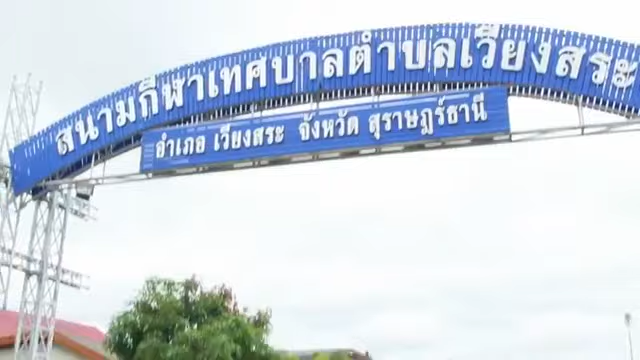 สนามกีฬาเทศบาลตำบลเวียงสระ
อำเภอ เวียงสระ จังหวัด สุราษฎร์ธานี